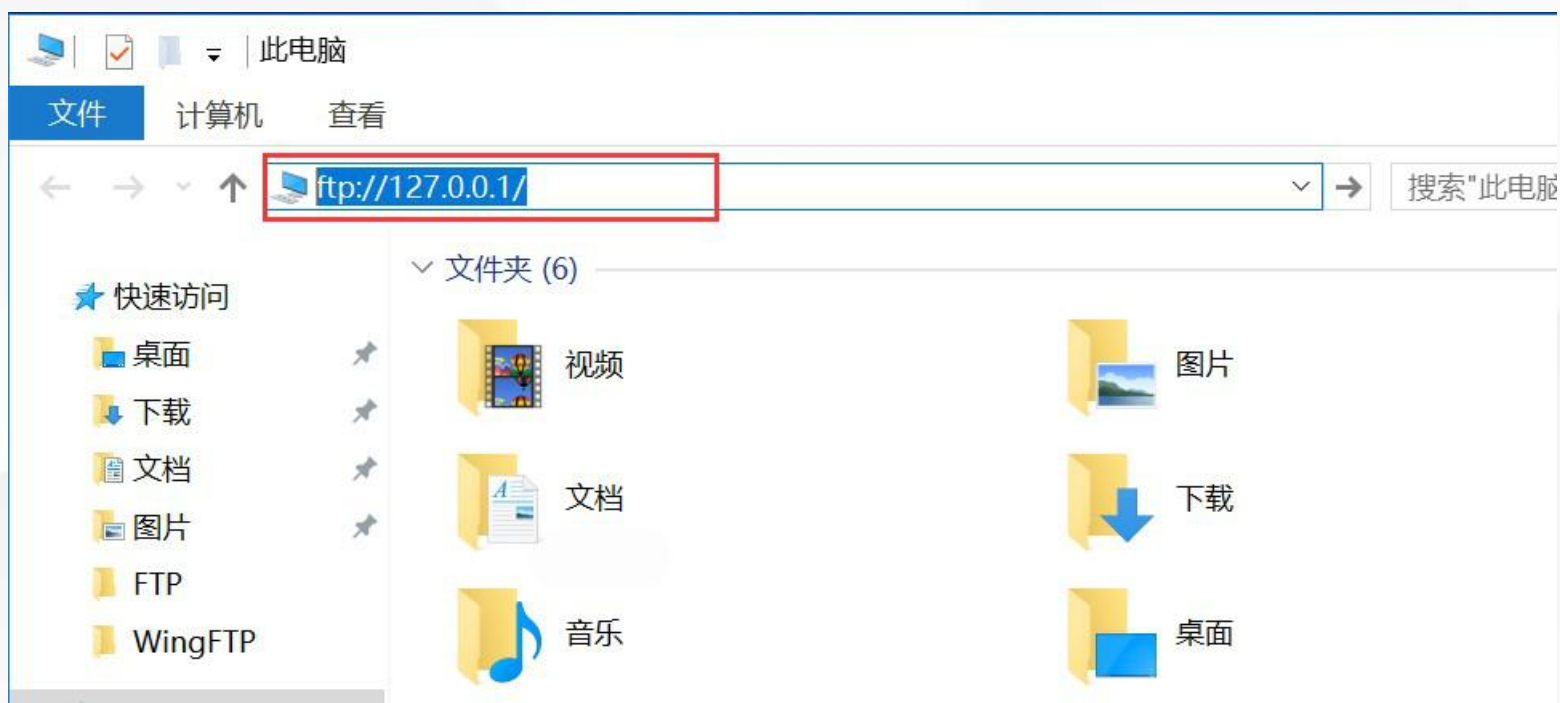 此电脑
文件 计算机 查看
ftp://127.0.0.1/
搜索"此电脑
快速访问
桌面
下载
文档
图片
FTP
WingFTP
文件夹 (6)
视频
图片
文档
下载
音乐
桌面